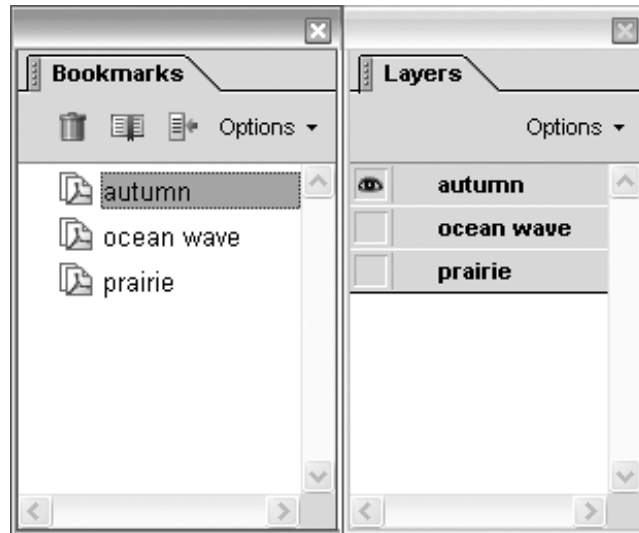 Bookmarks
Options
autumn
ocean wave
prairie
Layers
Options
autumn
ocean wave
prairie